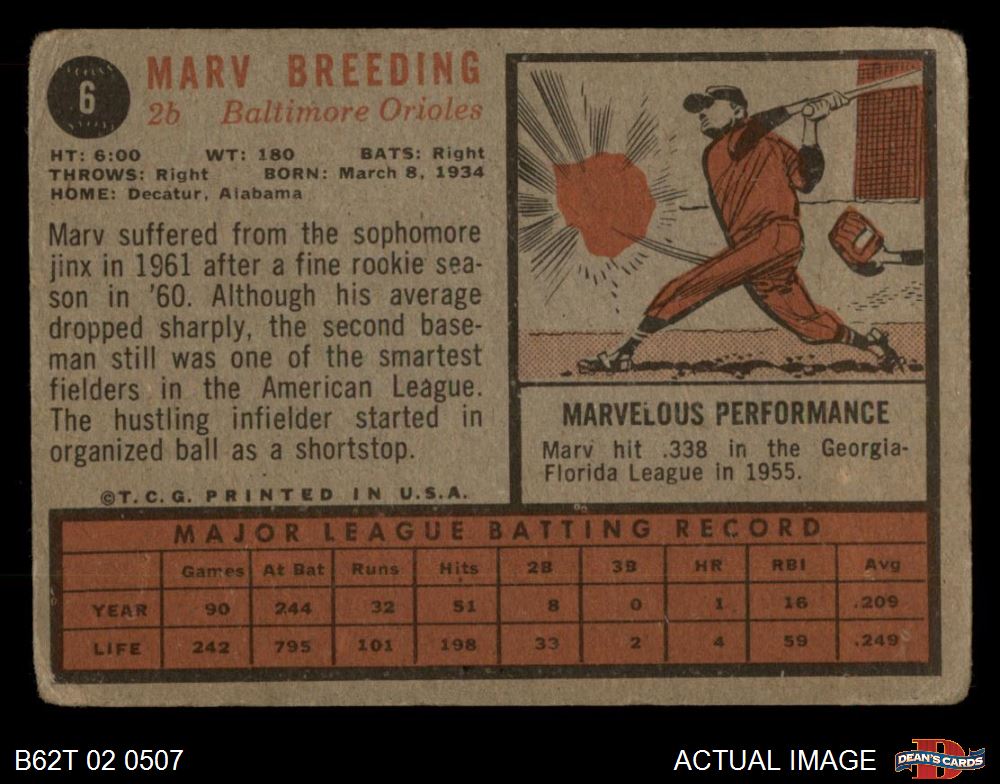 6
MARV BREEDING
2b Baltimore Orioles
HT: 6:00 WT: 180 BATS: Right
THROWS: Right BORN: March 8, 1934
HOME: Decatur, Alabama
Marv suffered from the sophomore
jinx in 1961 after a fine rookie sea-
son in '60. Although his average
dropped sharply, the second base-
man still was one of the smartest
fielders in the American League.
The hustling infielder started in
organized ball as a shortstop.
©T.C.G. PRINTED IN U.S.A.
MARVELOUS PERFORMANCE
Marv hit .338 in the Georgia-
Florida League in 1955.
MAJOR LEAGUE BATTING RECORD
Games At Bat Runs Hits 2B 3B HR RBI Avg
YEAR 90 244 32 51 8 0 1 16 .209
LIFE 242 795 101 198 33 2 4 59 .249
B62T 02 0507
ACTUAL IMAGE
D
DEAN'S CARDS